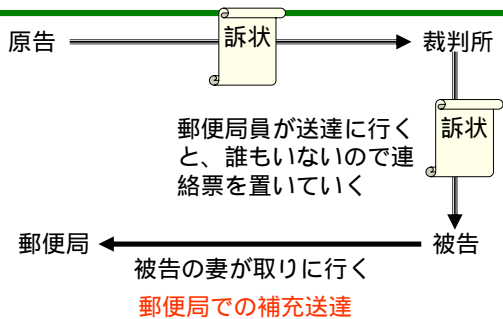 原告
訴状
裁判所
郵便局員が送達に行く
と、誰もいないので連
絡票を置いていく
訴状
郵便局
被告
被告の妻が取りに行く
郵便局での補充送達